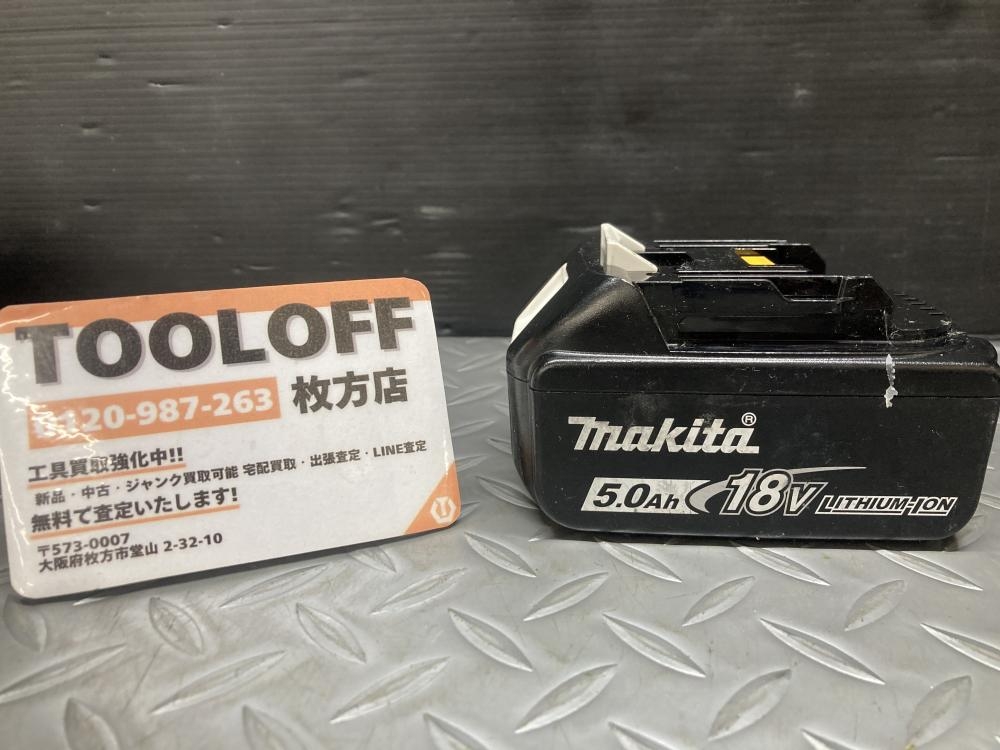 TOOLOFF
120-987-263 枚方店
工具買取強化中!!
新品・中古・ジャンク買取可能 宅配買取・出張査定・LINE査定
無料で査定いたします!
〒573-0007
大阪府枚方市堂山 2-32-10
makita®
5.0Ah 18V LITHIUM-ION